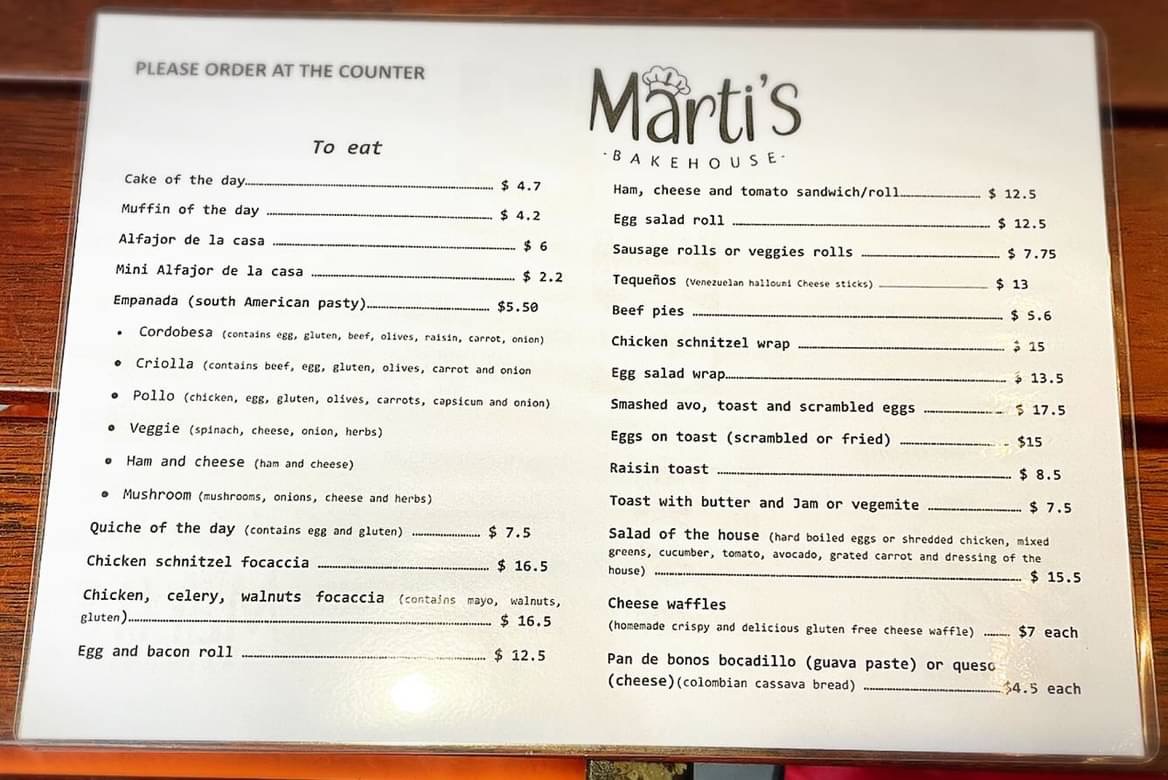 PLEASE ORDER AT THE COUNTER
To eat
Cake of the day........ $ 4.7
Muffin of the day ........ $ 4.2
Alfajor de la casa ........ $ 6
Mini Alfajor de la casa ........ $ 2.2
Empanada (south American pasty)........ $5.50
• Cordobesa (contains egg, gluten, beef, olives, raisin, carrot, onion)
• Criolla (contains beef, egg, gluten, olives, carrot and onion
• Pollo (chicken, egg, gluten, olives, carrots, capsicum and onion)
• Veggie (spinach, cheese, onion, herbs)
• Ham and cheese (ham and cheese)
• Mushroom (mushrooms, onions, cheese and herbs)
Quiche of the day (contains egg and gluten) ........ $ 7.5
Chicken schnitzel focaccia ........ $ 16.5
Chicken, celery, walnuts focaccia (contains mayo, walnuts,
gluten)........ $ 16.5
Egg and bacon roll ........ $ 12.5
Marti's
·BAKEHOUSE·
Ham, cheese and tomato sandwich/roll........ $ 12.5
Egg salad roll ........ $ 12.5
Sausage rolls or veggies rolls ........ $ 7.75
Tequeños (Venezuelan hallouni Cheese sticks) ........ $ 13
Beef pies ........ $ 5.6
Chicken schnitzel wrap ........ $ 15
Egg salad wrap........ $ 13.5
Smashed avo, toast and scrambled eggs ........ $ 17.5
Eggs on toast (scrambled or fried) ........ $15
Raisin toast ........ $ 8.5
Toast with butter and Jam or vegemite ........ $ 7.5
Salad of the house (hard boiled eggs or shredded chicken, mixed
greens, cucumber, tomato, avocado, grated carrot and dressing of the
house) ........ $ 15.5
Cheese waffles
(homemade crispy and delicious gluten free cheese waffle) ........ $7 each
Pan de bonos bocadillo (guava paste) or queso
(cheese)(colombian cassava bread) ........ $4.5 each